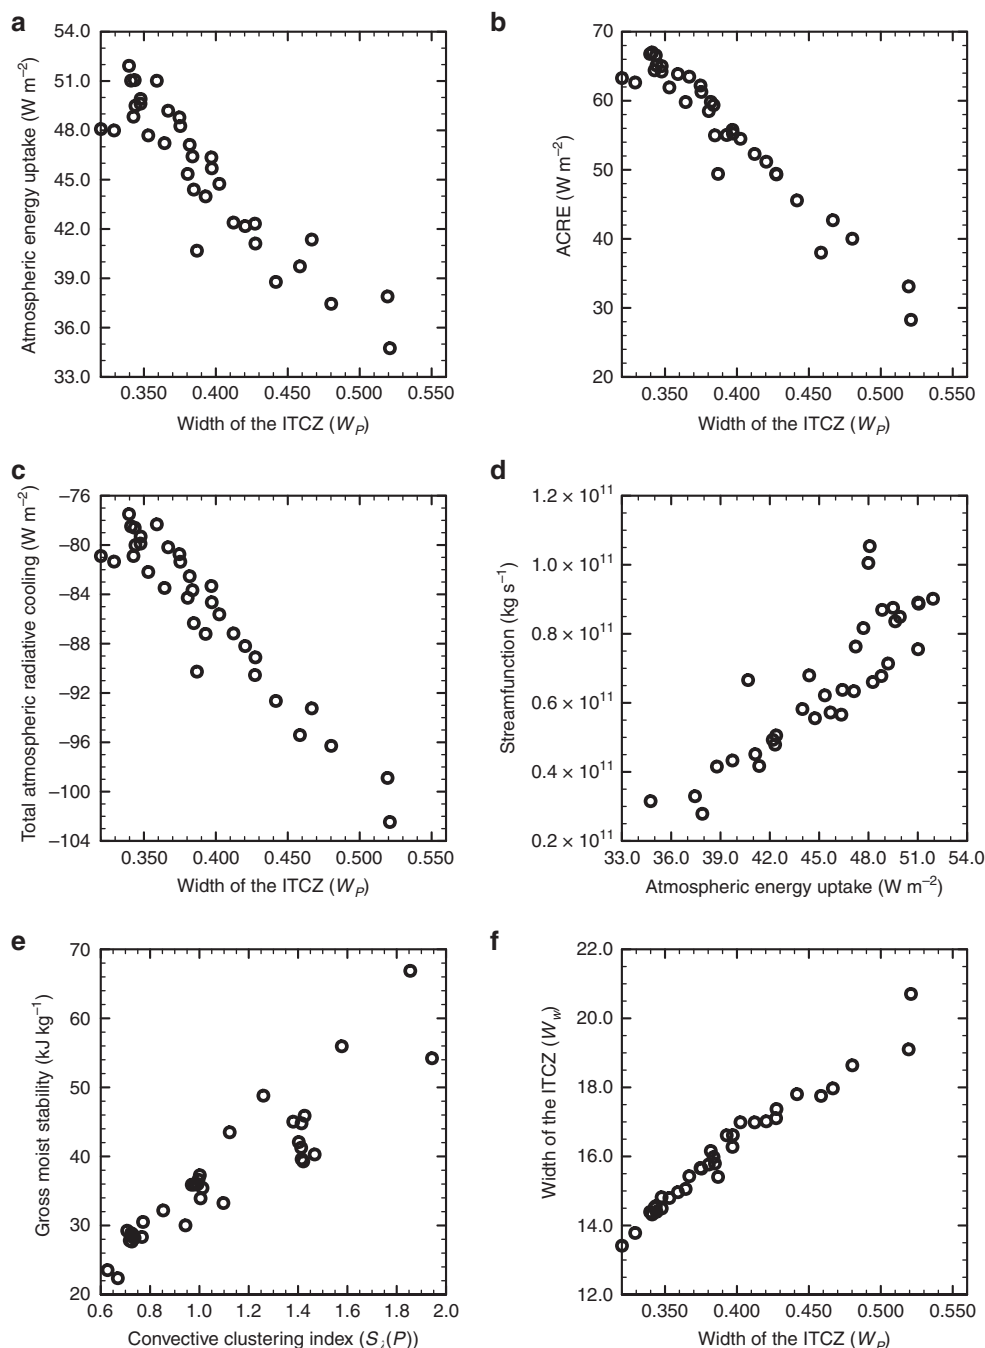 a
54.0
51.0
48.0
45.0
42.0
39.0
36.0
33.0
Atmospheric energy uptake (W m−2)
0.350 0.400 0.450 0.500 0.550
Width of the ITCZ (WP)
b
70
60
50
40
30
20
ACRE (W m−2)
0.350 0.400 0.450 0.500 0.550
Width of the ITCZ (WP)
c
−76
−80
−84
−88
−92
−96
−100
−104
Total atmospheric radiative cooling (W m−2)
0.350 0.400 0.450 0.500 0.550
Width of the ITCZ (WP)
d
1.2 × 10¹¹
1.0 × 10¹¹
0.8 × 10¹¹
0.6 × 10¹¹
0.4 × 10¹¹
0.2 × 10¹¹
Streamfunction (kg s−1)
33.0 36.0 39.0 42.0 45.0 48.0 51.0 54.0
Atmospheric energy uptake (W m−2)
e
70
60
50
40
30
20
Gross moist stability (kJ kg−1)
0.6 0.8 1.0 1.2 1.4 1.6 1.8 2.0
Convective clustering index
f
22.0
20.0
18.0
16.0
14.0
12.0
Width of the ITCZ (Ww)
0.350 0.400 0.450 0.500 0.550
Width of the ITCZ (WP)